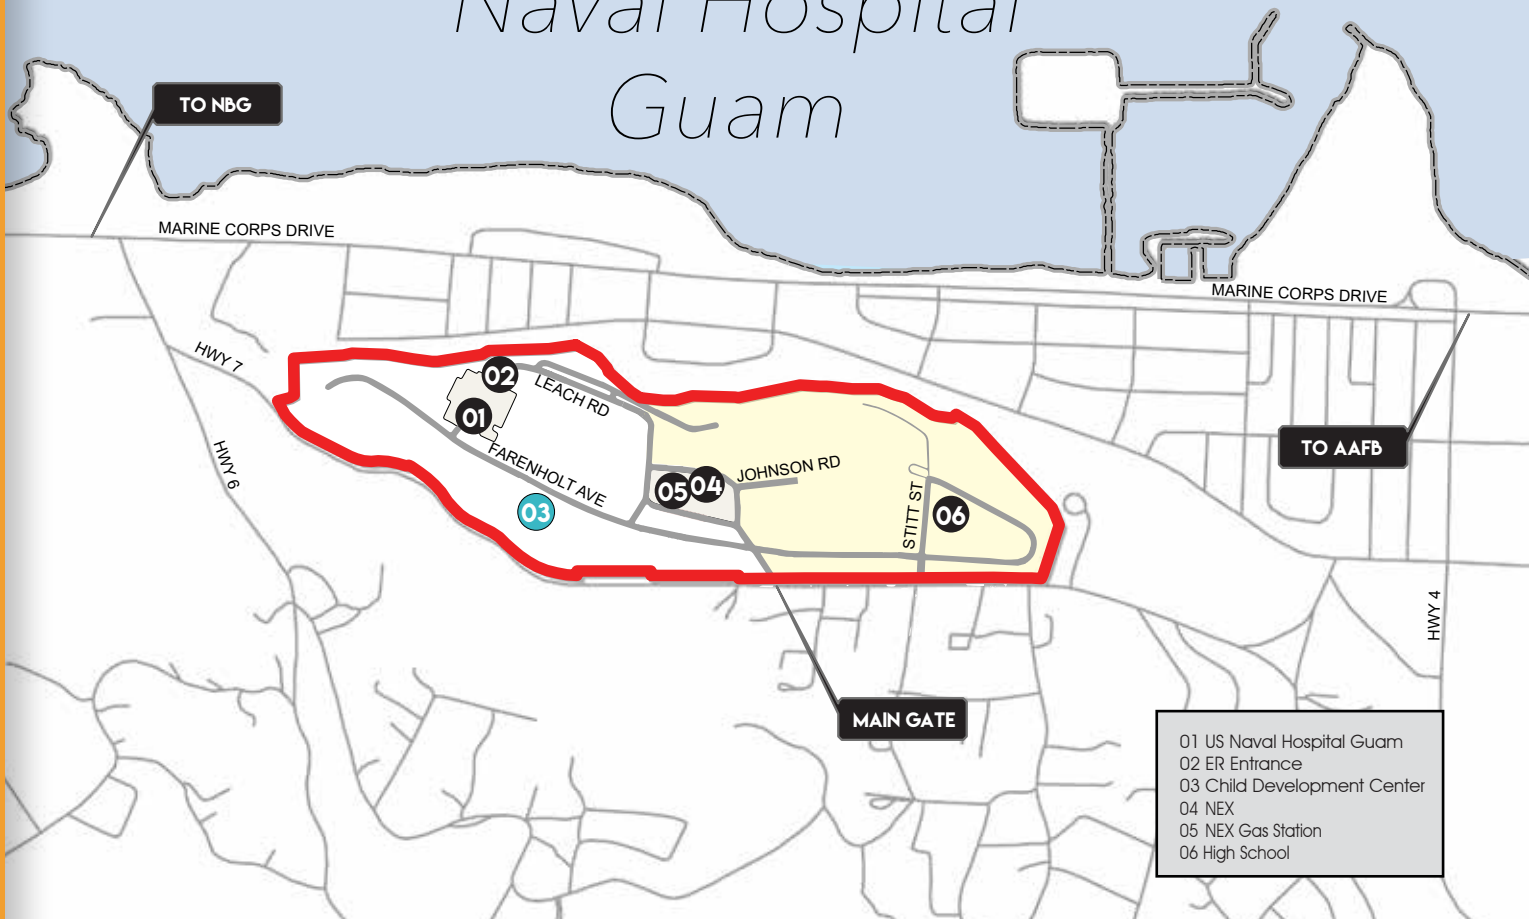 Naval Hospital
Guam
TO NBG
MARINE CORPS DRIVE
MARINE CORPS DRIVE
HWY 7
02
LEACH RD
01
TO AAFB
HWY 6
FARENHOLT AVE
JOHNSON RD
05
04
03
STITT ST
06
HWY 4
MAIN GATE
01 US Naval Hospital Guam
02 ER Entrance
03 Child Development Center
04 NEX
05 NEX Gas Station
06 High School